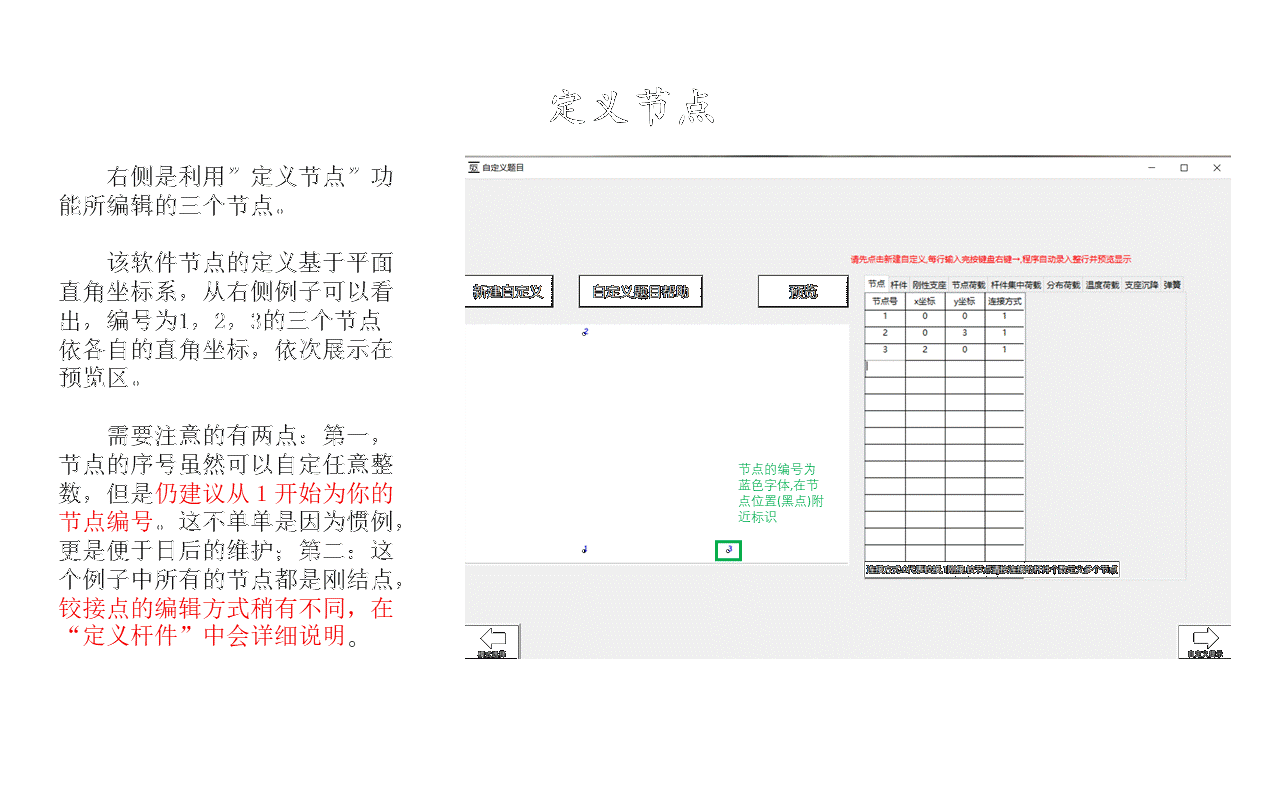 定义节点
右侧是利用”定义节点”功
能所编辑的三个节点。
该软件节点的定义基于平面
直角坐标系，从右侧例子可以看
出，编号为1，2，3的三个节点
依各自的直角坐标，依次展示在
预览区。
需要注意的有两点：第一，
节点的序号虽然可以自定任意整
数，但是仍建议从1开始为你的
节点编号。这不单单是因为惯例，
更是便于日后的维护；第二：这
个例子中所有的节点都是刚结点，
铰接点的编辑方式稍有不同，在
“定义杆件”中会详细说明。
自定义题目
请先点击新建自定义,每行输入完按键盘右键→,程序自动录入整行并预览显示
新建自定义 自定义题目帮助 预览
节点 杆件 刚性支座 节点荷载 杆件集中荷载 分布荷载 温度荷载 支座沉降 弹簧
节点号 x坐标 y坐标 连接方式
1 0 0 1
2 0 3 1
3 2 0 1
2
节点的编号为
蓝色字体,在节
点位置(黑点)附
近标识
1 3